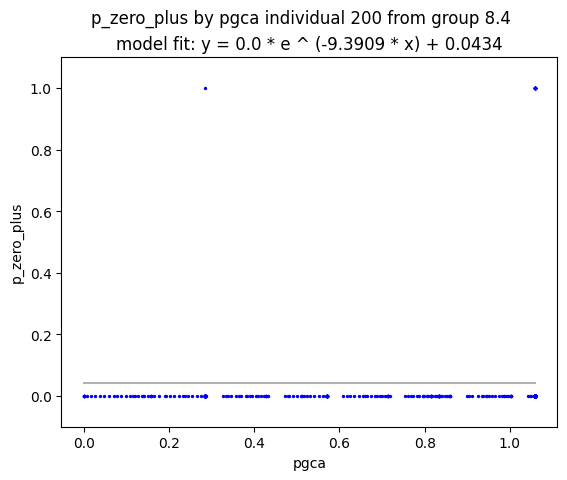 p_zero_plus by pgca individual 200 from group 8.4
model fit: y = 0.0 * e ^ (-9.3909 * x) + 0.0434
1.0
0.8
0.6
0.4
0.2
0.0
p_zero_plus
0.0 0.2 0.4 0.6 0.8 1.0
pgca